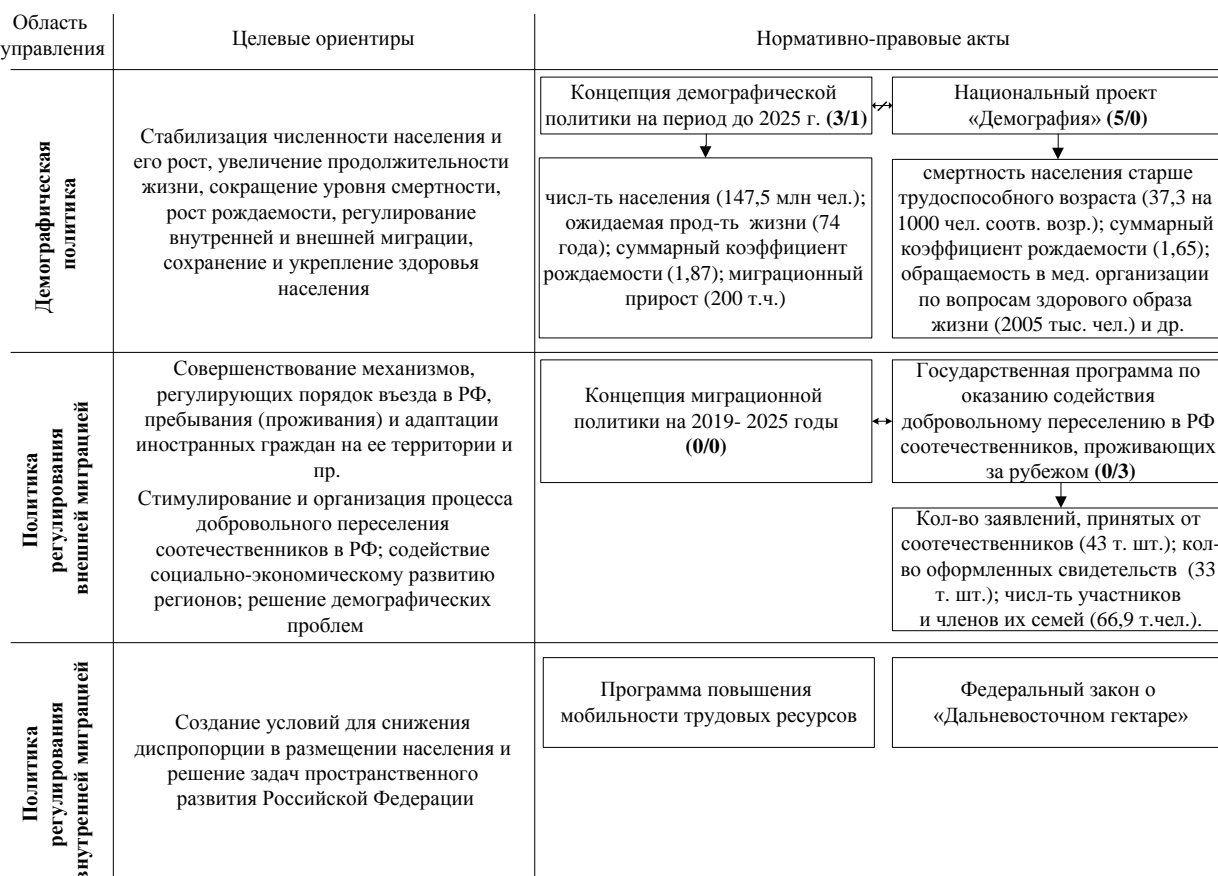 Область
управления
Целевые ориентиры
Нормативно-правовые акты
Демографическая
политика
Стабилизация численности населения и
его рост, увеличение продолжительности
жизни, сокращение уровня смертности,
рост рождаемости, регулирование
внутренней и внешней миграции,
сохранение и укрепление здоровья
населения
Концепция демографической
политики на период до 2025 г. (3/1)
Национальный проект
«Демография» (5/0)
числ-ть населения (147,5 млн чел.);
ожидаемая прод-ть жизни (74
года); суммарный коэффициент
рождаемости (1,87); миграционный
прирост (200 т.ч.)
смертность населения старше
трудоспособного возраста (37,3 на
1000 чел. соотв. возр.); суммарный
коэффициент рождаемости (1,65);
обращаемость в мед. организации
по вопросам здорового образа
жизни (2005 тыс. чел.) и др.
Политика
регулирования
внешней миграцией
Совершенствование механизмов,
регулирующих порядок въезда в РФ,
пребывания (проживания) и адаптации
иностранных граждан на ее территории и
пр.
Стимулирование и организация процесса
добровольного переселения
соотечественников в РФ; содействие
социально-экономическому развитию
регионов; решение демографических
проблем
Концепция миграционной
политики на 2019- 2025 годы
(0/0)
Государственная программа по
оказанию содействия
добровольному переселению в РФ
соотечественников, проживающих
за рубежом (0/3)
Кол-во заявлений, принятых от
соотечественников (43 т. шт.); кол-
во оформленных свидетельств (33
т. шт.); числ-ть участников
и членов их семей (66,9 т.чел.).
Политика
регулирования
внутренней миграцией
Создание условий для снижения
диспропорции в размещении населения и
решение задач пространственного
развития Российской Федерации
Программа повышения
мобильности трудовых ресурсов
Федеральный закон о
«Дальневосточном гектаре»